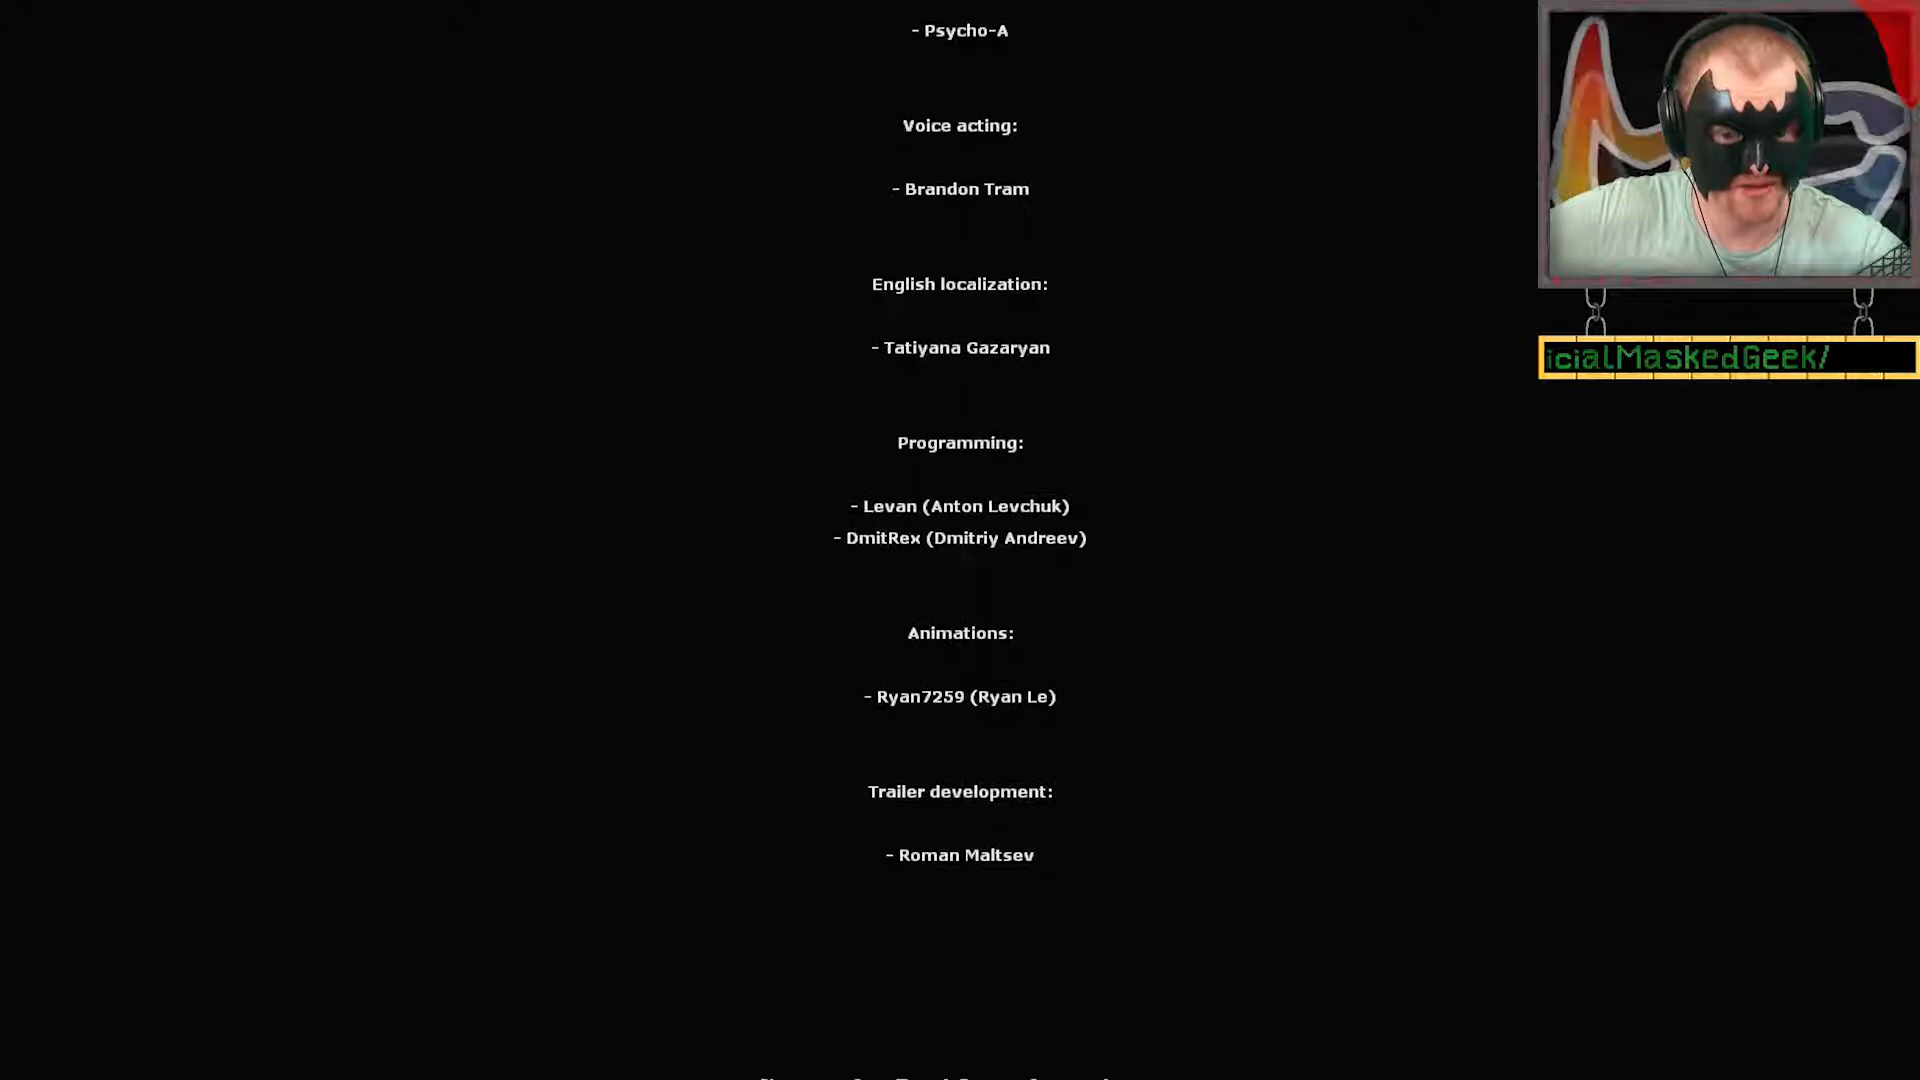 - Psycho-A
Voice acting:
- Brandon Tram
English localization:
- Tatiyana Gazaryan
Programming:
- Levan (Anton Levchuk)
- DmitRex (Dmitriy Andreev)
Animations:
- Ryan7259 (Ryan Le)
Trailer development:
- Roman Maltsev
icialMaskedGeek/